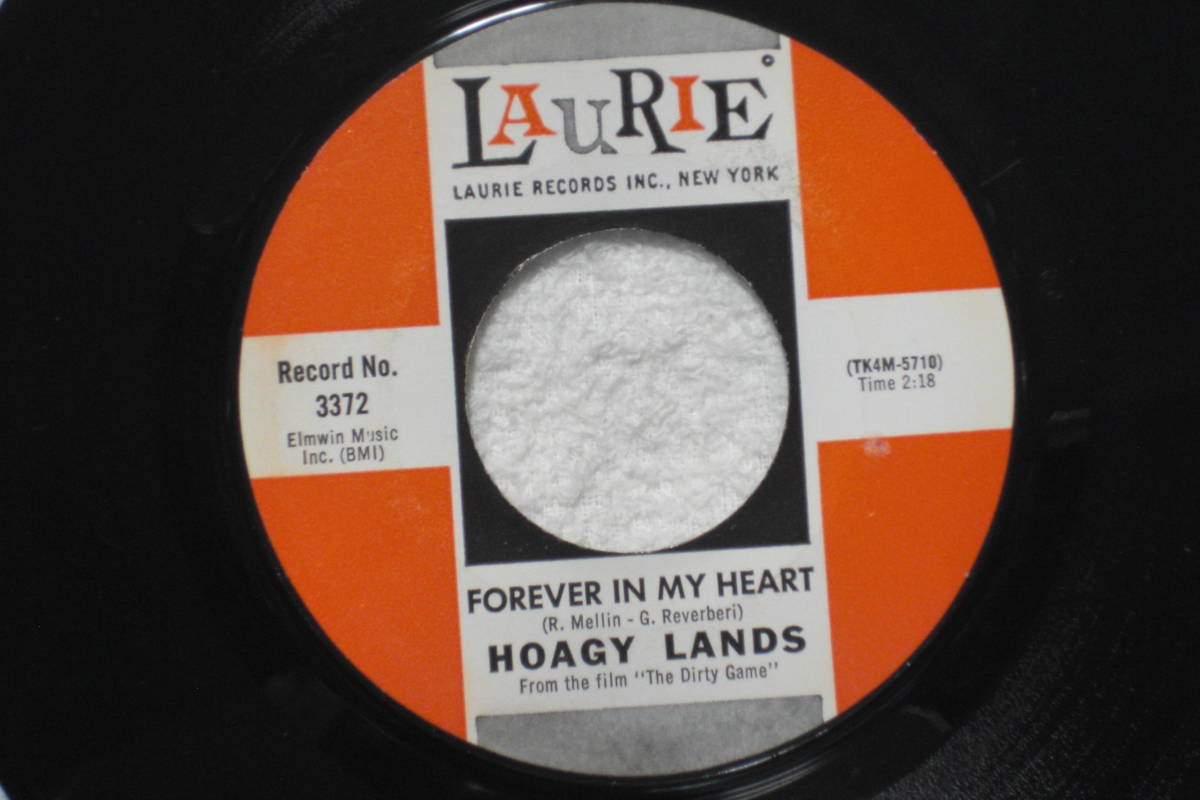 LAURIE
LAURIE RECORDS INC., NEW YORK
Record No.
3372
Elmwin Music
Inc. (BMI)
(TK4M-5710)
Time 2:18
FOREVER IN MY HEART
(R. Mellin - G. Reverberi)
HOAGY LANDS
From the film "The Dirty Game"